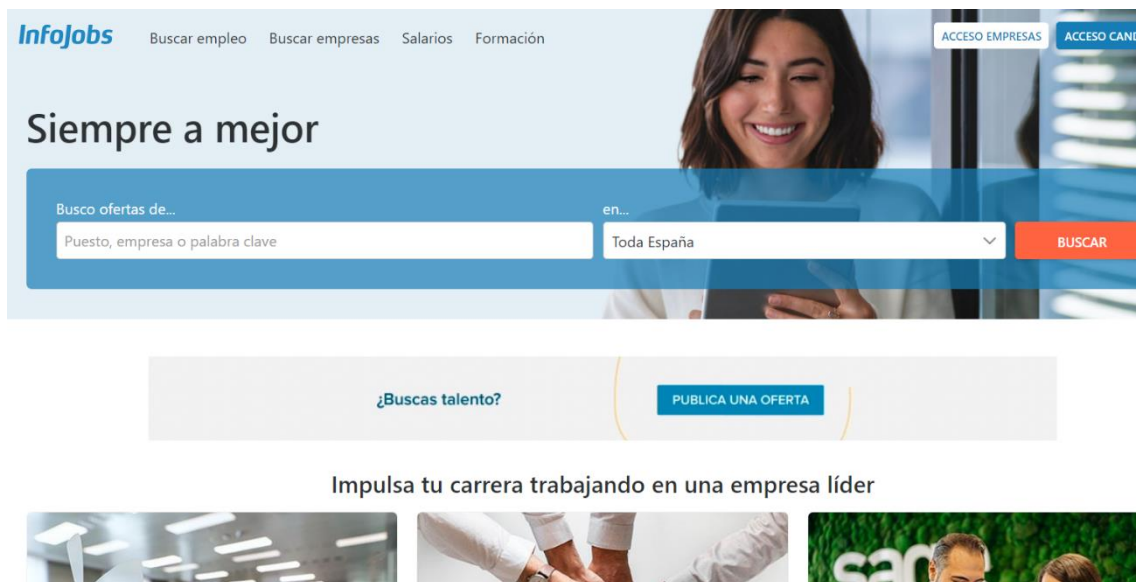 InfoJobs
Buscar empleo
Buscar empresas
Salarios
Formación
ACCESO EMPRESAS
ACCESO
Siempre a mejor
Busco ofertas de...
en...
Puesto, empresa o palabra clave
Toda España
BUSCAR
¿Buscas talento?
PUBLICA UNA OFERTA
Impulsa tu carrera trabajando en una empresa líder